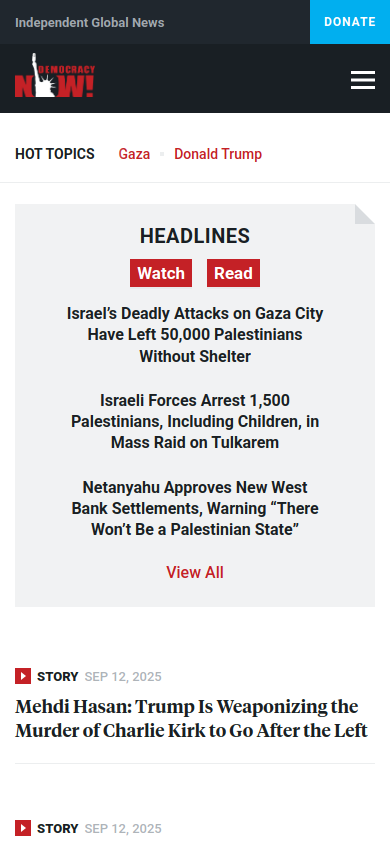 Independent Global News
DONATE
DEMOCRACY
NOW!
HOT TOPICS
Gaza
Donald Trump
HEADLINES
Watch
Read
Israel’s Deadly Attacks on Gaza City
Have Left 50,000 Palestinians
Without Shelter
Israeli Forces Arrest 1,500
Palestinians, Including Children, in
Mass Raid on Tulkarem
Netanyahu Approves New West
Bank Settlements, Warning “There
Won’t Be a Palestinian State”
View All
STORY SEP 12, 2025
Mehdi Hasan: Trump Is Weaponizing the
Murder of Charlie Kirk to Go After the Left
STORY SEP 12, 2025